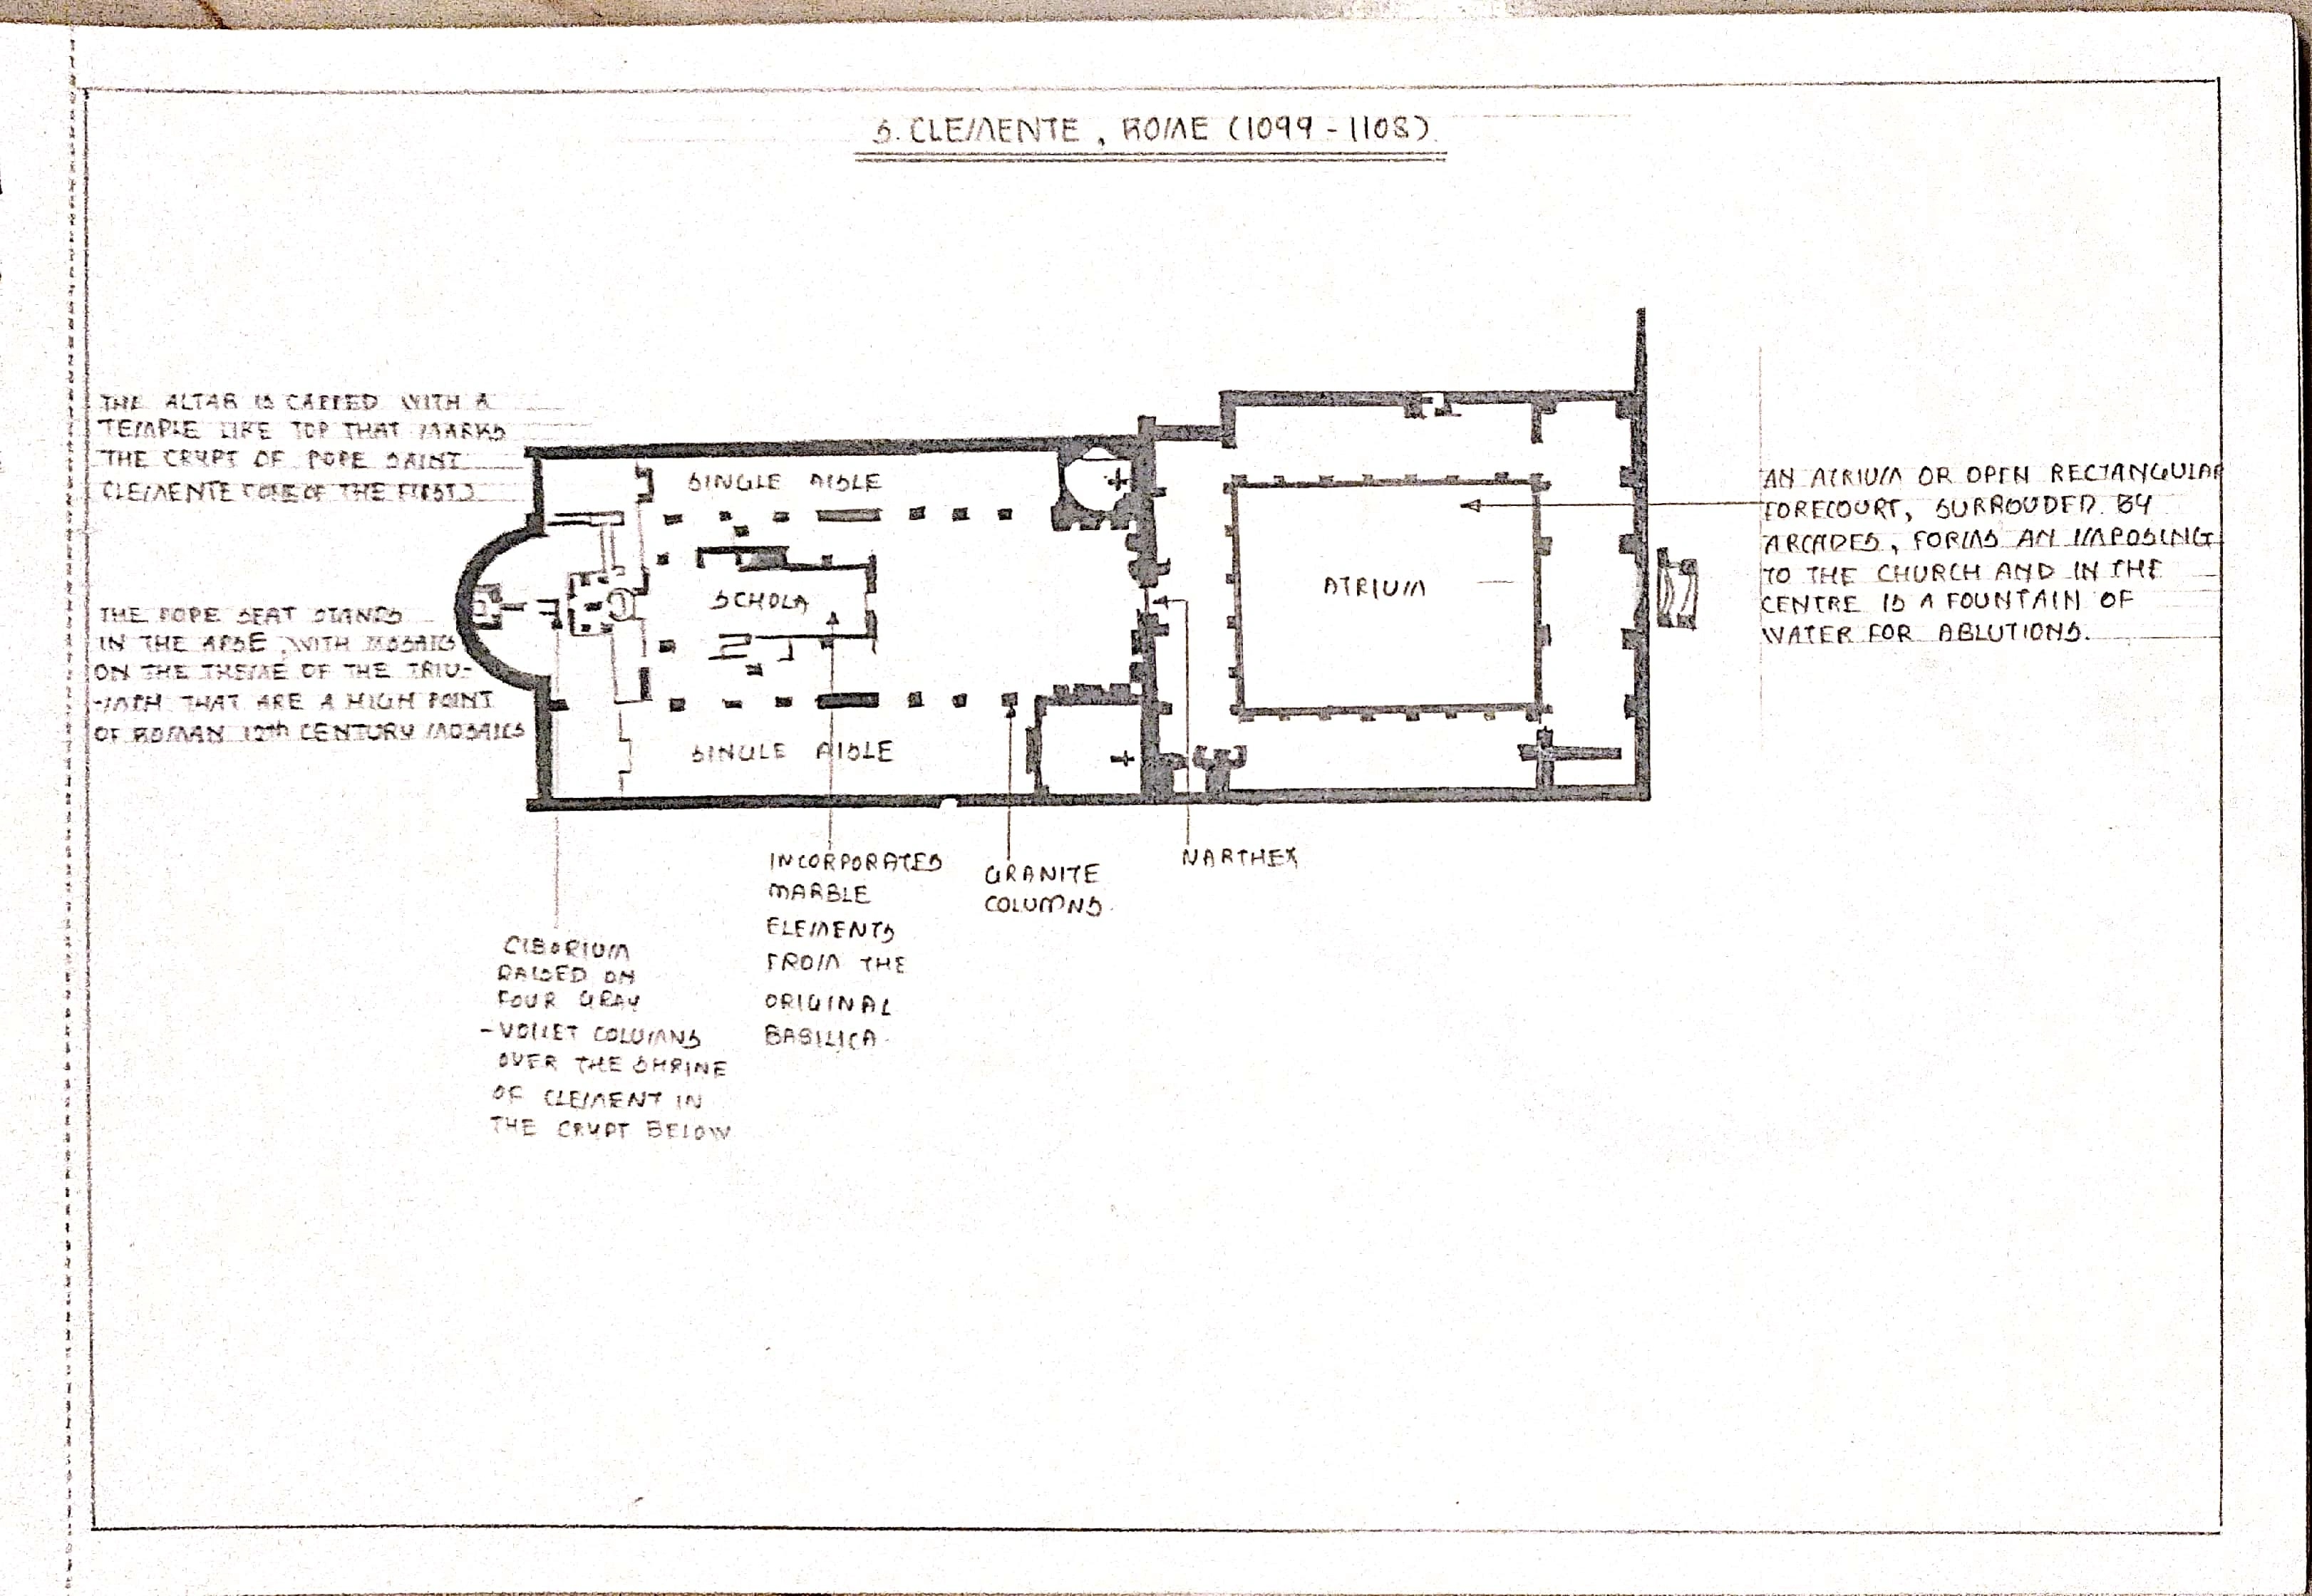 S. CLEMENTE, ROME (1099 - 1108).
THE ALTAR IS CAPPED WITH A
TEMPLE LIKE TOP THAT MARKS
THE CRYPT OF POPE SAINT
CLEMENTE [ONE OF THE FIRST]
THE POPE SEAT STANDS
IN THE APSE, WITH MOSAICS
ON THE THEME OF THE TRIU-
-MPH THAT ARE A HIGH POINT
OF ROMAN 12th CENTURY MOSAICS
SINGLE AISLE
SCHOLA
SINGLE AISLE
ATRIUM
AN ATRIUM OR OPEN RECTANGULAR
FORECOURT, SURROUDED BY
ARCADES, FORMS AN IMPOSING
TO THE CHURCH AND IN THE
CENTRE IS A FOUNTAIN OF
WATER FOR ABLUTIONS.
CIBORIUM
RAISED ON
FOUR GRAY
-VOILET COLUMNS
OVER THE SHRINE
OF CLEMENT IN
THE CRYPT BELOW
INCORPORATES
MARBLE
ELEMENTS
FROM THE
ORIGINAL
BASILICA.
GRANITE
COLUMNS.
NARTHEX